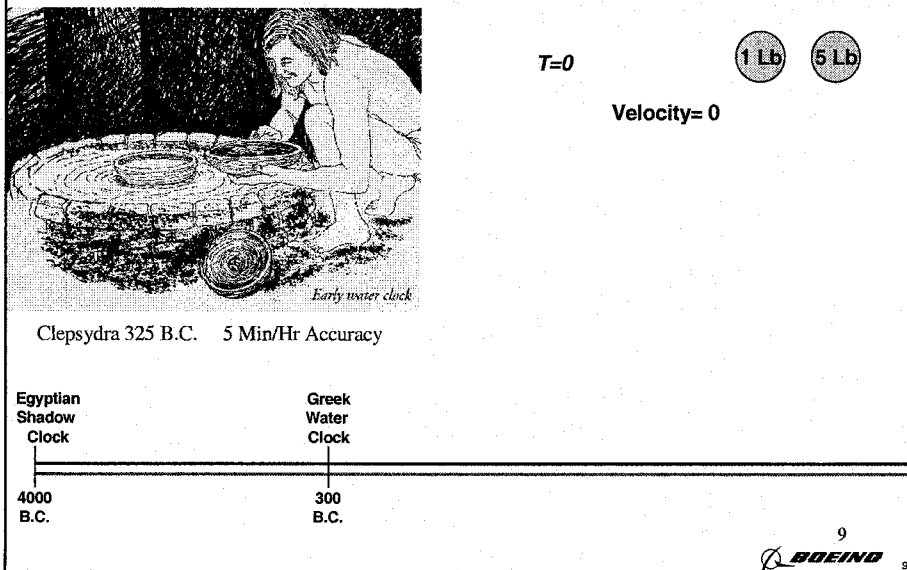 T=0
1 Lb
5 Lb
Velocity= 0
Early water clock
Clepsydra 325 B.C. 5 Min/Hr Accuracy
Egyptian
Shadow
Clock
Greek
Water
Clock
4000
B.C.
300
B.C.
9
BOEING
9